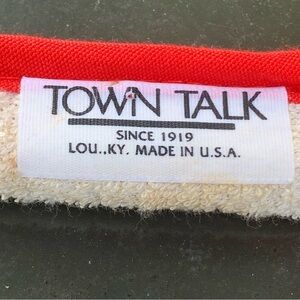 TOWN TALK
SINCE 1919
LOU.,KY. MADE IN U.S.A.